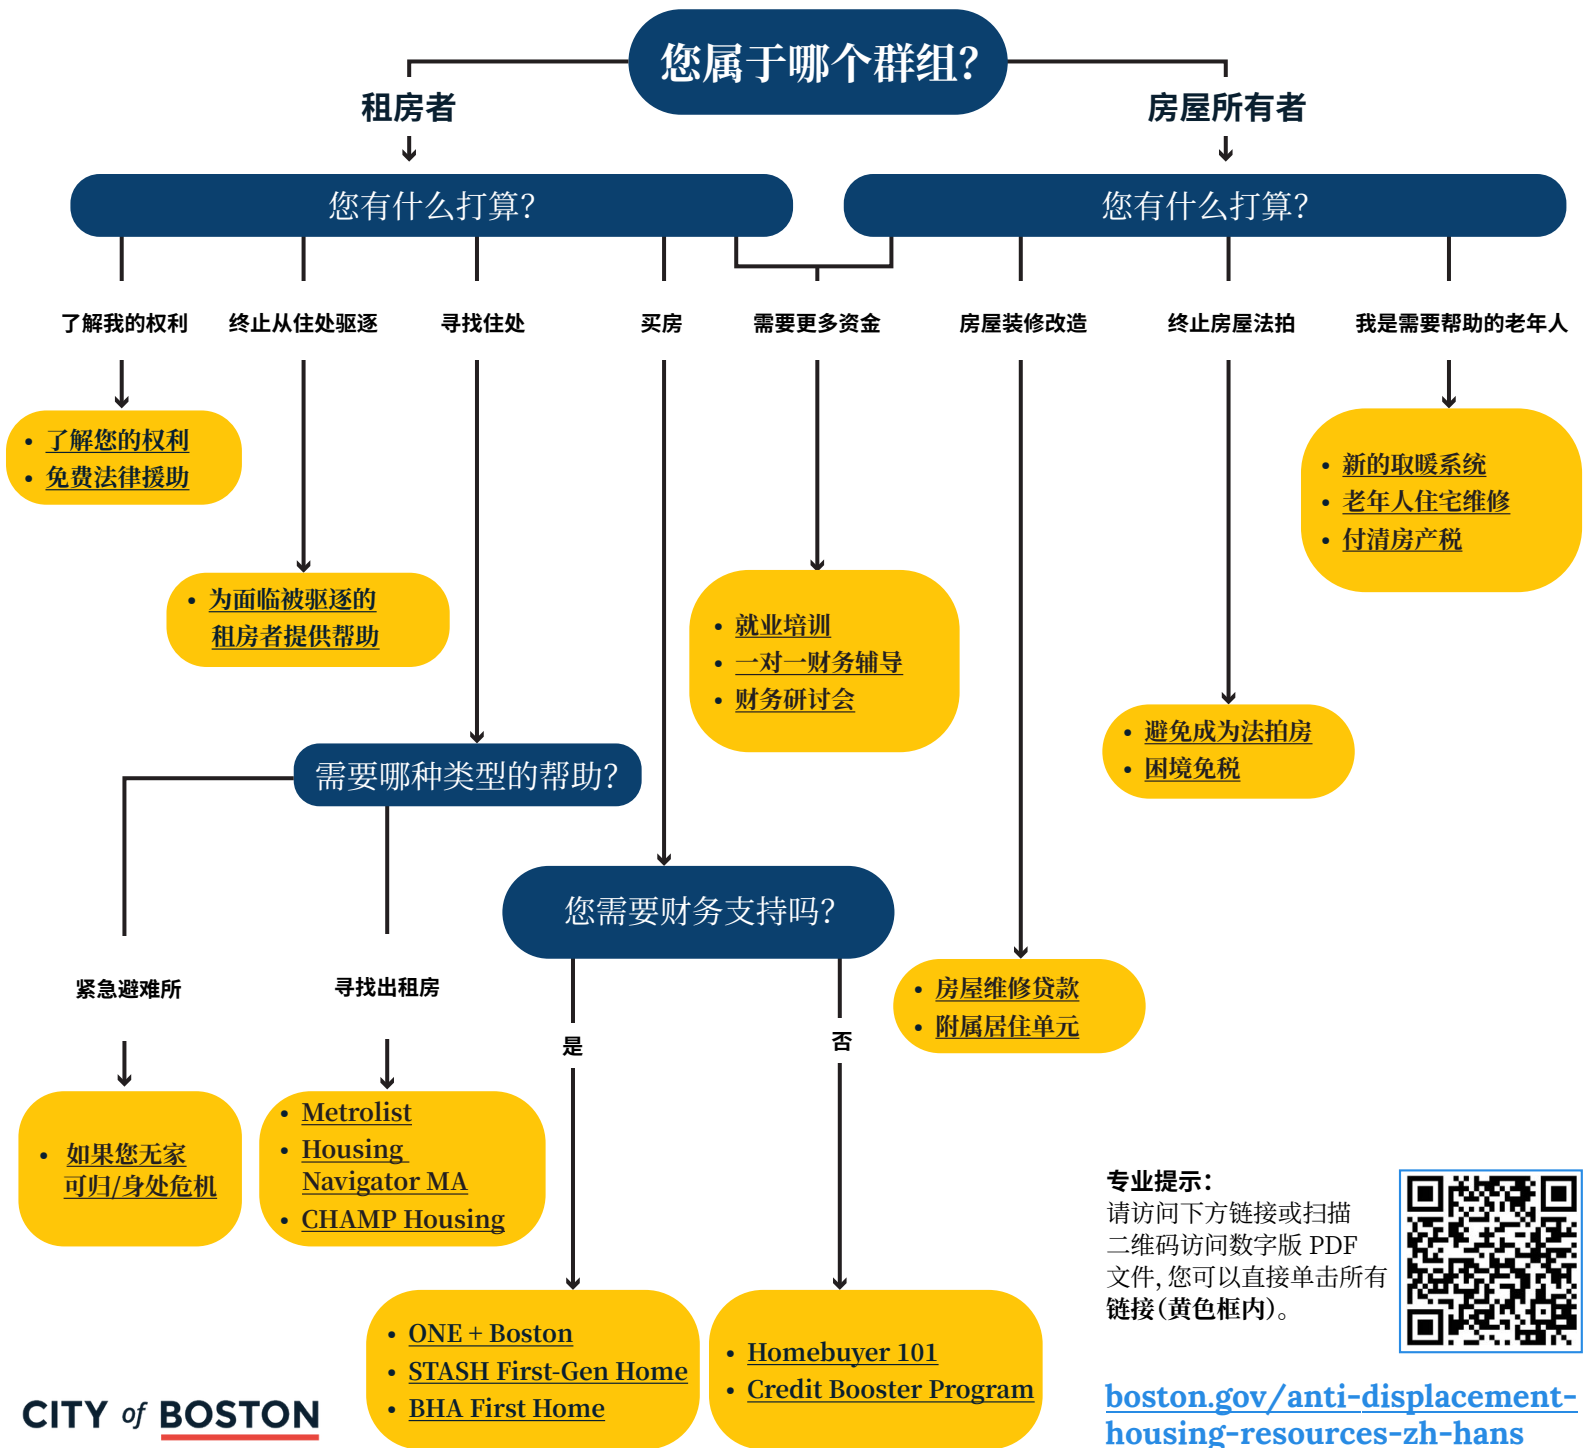 您属于哪个群组?
租房者
房屋所有者
您有什么打算?
您有什么打算?
了解我的权利
终止从住处驱逐
寻找住处
买房
需要更多资金
房屋装修改造
终止房屋法拍
我是需要帮助的老年人
• 了解您的权利
• 免费法律援助
• 新的取暖系统
• 老年人住宅维修
• 付清房产税
• 为面临被驱逐的
租房者提供帮助
• 就业培训
• 一对一财务辅导
• 财务研讨会
• 避免成为法拍房
• 困境免税
需要哪种类型的帮助?
您需要财务支持吗?
紧急避难所
寻找出租房
是
否
• 房屋维修贷款
• 附属居住单元
• 如果您无家
可归/身处危机
• Metrolist
• Housing
Navigator MA
• CHAMP Housing
• ONE + Boston
• STASH First-Gen Home
• BHA First Home
• Homebuyer 101
• Credit Booster Program
专业提示:
请访问下方链接或扫描
二维码访问数字版 PDF
文件, 您可以直接单击所有
链接 (黄色框内)。
boston.gov/anti-displacement-
housing-resources-zh-hans
CITY of BOSTON